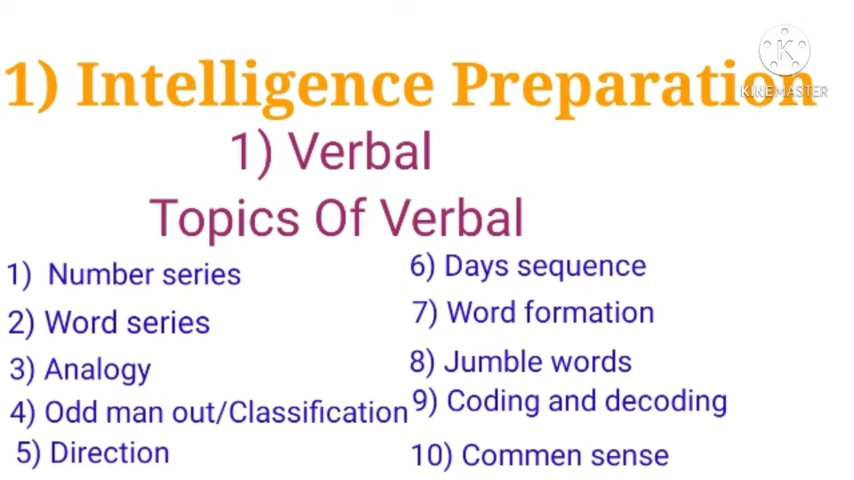 1) Intelligence Preparation
KINEMASTER
1) Verbal
Topics Of Verbal
1) Number series
2) Word series
3) Analogy
4) Odd man out/Classification
5) Direction
6) Days sequence
7) Word formation
8) Jumble words
9) Coding and decoding
10) Commen sense